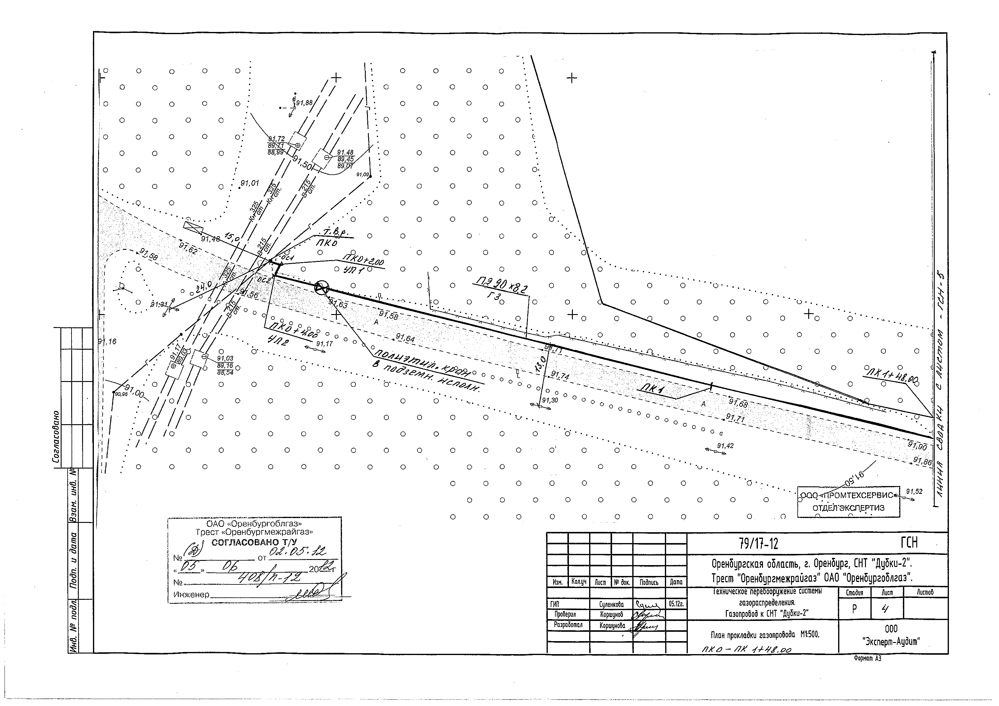 91,88
91,72
89,71
88,99
91.48
89,45
89.07
91,50
91,09
91,01
Кн 325 ст.
Кн 325 ст.
В 215 ст.
91,48
15,0
91,62
91,58
В 215 ст.
т.вр.
ПК0
ос1
ПК0+2,00
УП1
ос2
325 ст.
24,0
91,56
91,31
В 215 ст.
91,63
ПЭ 90×8,2
Г3
91,58
А
ПК0+4.00
УП2
91,17
91,64
91,16
91,17
89.03
91,03
89,16
88,54
полиэтил. кран
в подземн. исполн.
91,71
13.0
91,74
91,30
ПК1
ПК1+48.00
91,00
90,96
А
91,68
91,71
91,42
91,90
91,86
91,50
91,52
ЛИНИЯ СВОДКИ С ЛИСТОМ - ГСН-5
ООО «ПРОМТЕХСЕРВИС»
ОТДЕЛ ЭКСПЕРТИЗ
Согласовано
Взам. инв. №
Подп. и дата
Инв. № подл.
ОАО «Оренбургоблгаз»
Трест «Оренбургмежрайгаз»
СОГЛАСОВАНО Т/У
№ от 02.05.12
«05» 06 2012г
№ 408/п-12
Инженер
79/17-12 ГСН
Оренбургская область, г. Оренбург, СНТ "Дубки-2".
Трест "Оренбургмежрайгаз" ОАО "Оренбургоблгаз".
Изм. Кол.уч Лист № док. Подпись Дата
Техническое перевооружение системы
газораспределения.
Газопровод к СНТ "Дубки-2"
Стадия Лист Листов
Р 4
ГИП Суленкова 05.12г.
Проверил Коршунов
Разработал Коршунова
План прокладки газопровода М1:500.
ПК0 – ПК 1+48.00
ООО
"Эксперт-Аудит"
Формат А3